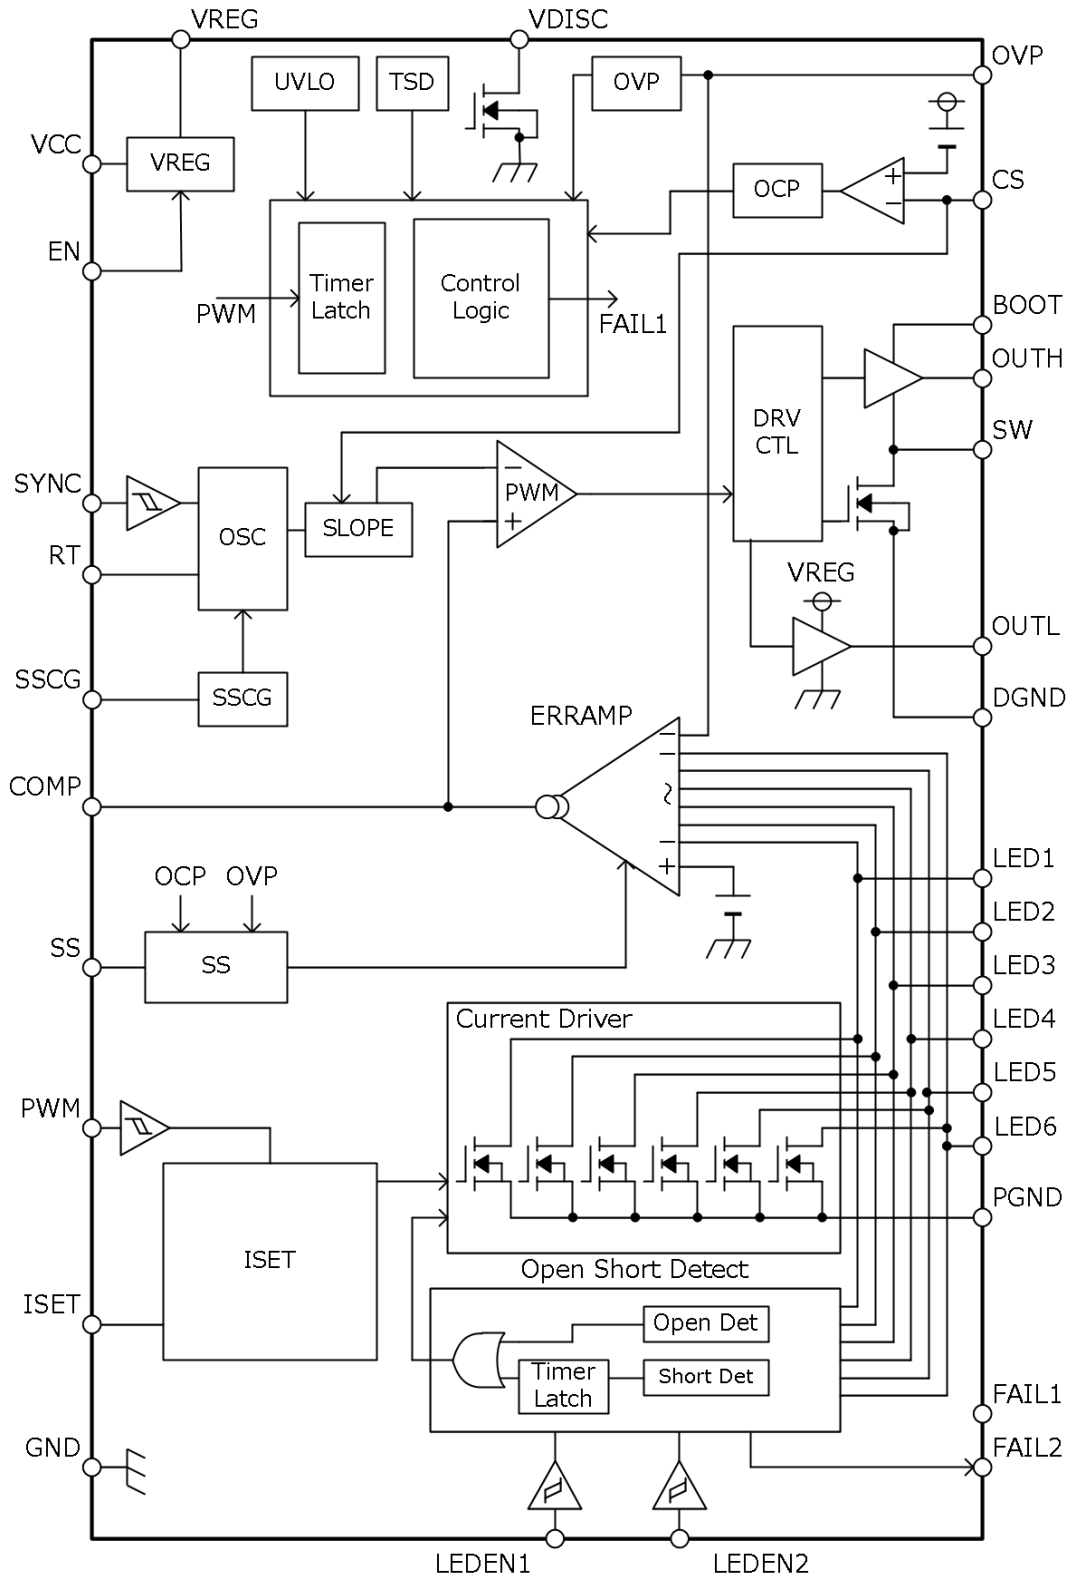 VREG
VDISC
OVP
UVLO
TSD
OVP
VCC
VREG
OCP
+
−
CS
EN
Timer
Latch
Control
Logic
PWM
FAIL1
BOOT
OUTH
DRV
CTL
SW
SYNC
OSC
SLOPE
−
PWM
+
RT
VREG
OUTL
SSCG
SSCG
DGND
ERRAMP
−
−
~
−
+
COMP
LED1
OCP
OVP
LED2
SS
SS
LED3
Current Driver
LED4
LED5
PWM
LED6
PGND
ISET
Open Short Detect
ISET
Open Det
Timer
Latch
Short Det
FAIL1
GND
FAIL2
LEDEN1
LEDEN2